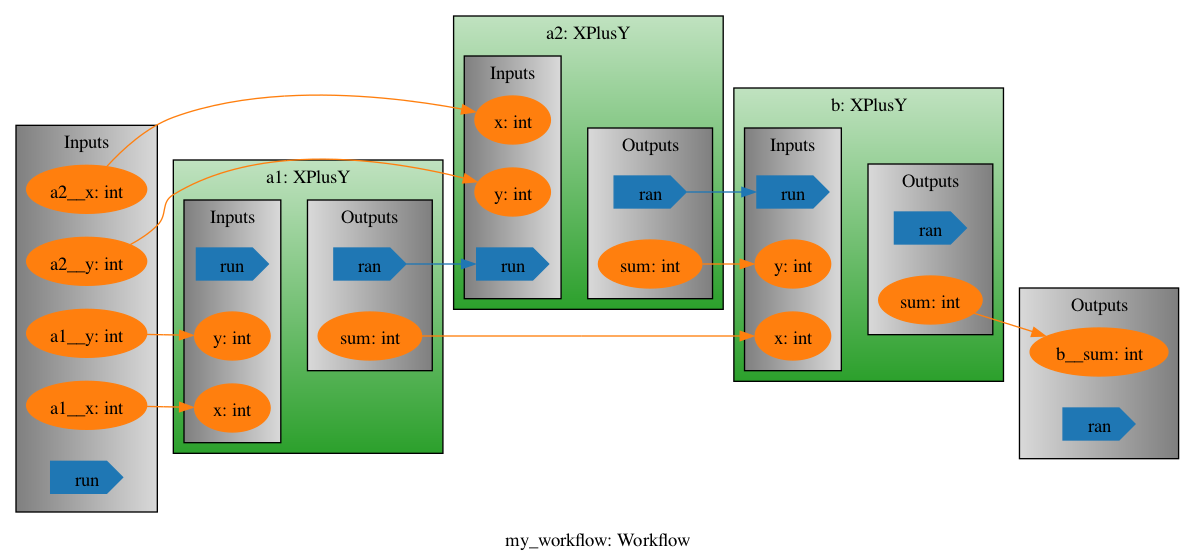 Inputs
a2__x: int
a2__y: int
a1__y: int
a1__x: int
run
a1: XPlusY
Inputs
run
y: int
x: int
Outputs
ran
sum: int
a2: XPlusY
Inputs
x: int
y: int
run
Outputs
ran
sum: int
b: XPlusY
Inputs
run
y: int
x: int
Outputs
ran
sum: int
Outputs
b__sum: int
ran
my_workflow: Workflow